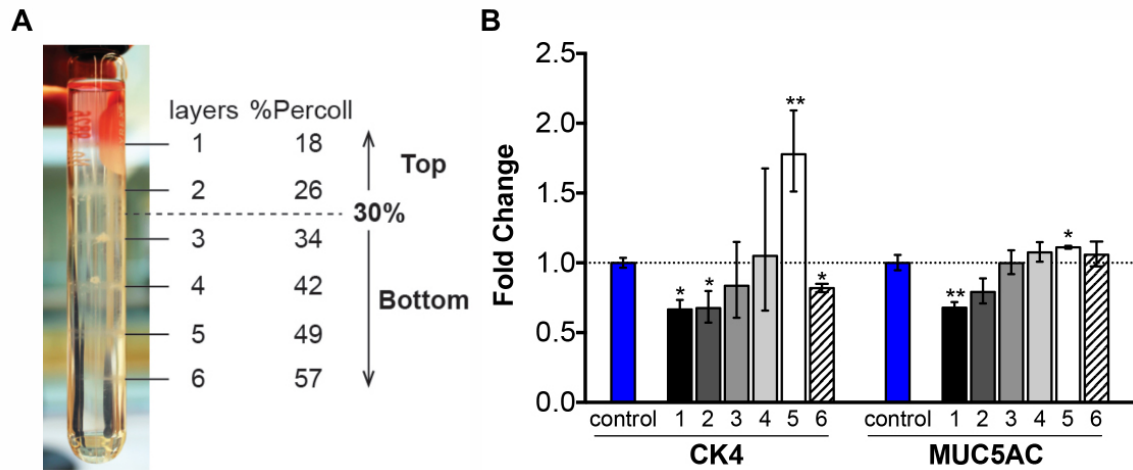 A
layers %Percoll
1 18
2 26
30%
3 34
4 42
5 49
6 57
Top
Bottom
B
Fold Change
2.5
2.0
1.5
1.0
0.5
0.0
* * ** *
** *
control 1 2 3 4 5 6 control 1 2 3 4 5 6
CK4 MUC5AC